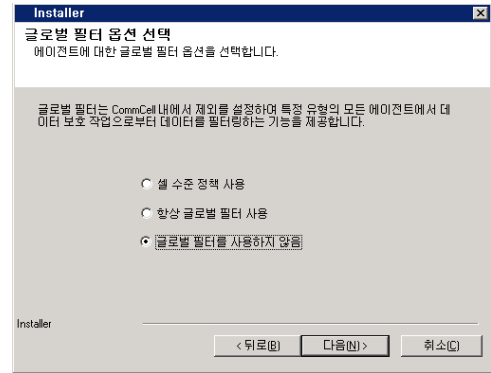 Installer
글로벌 필터 옵션 선택
에이전트에 대한 글로벌 필터 옵션을 선택합니다.
글로벌 필터는 CommCell 내에서 제외를 설정하여 특정 유형의 모든 에이전트에서 데
이터 보호 작업으로부터 데이터를 필터링하는 기능을 제공합니다.
셀 수준 정책 사용
항상 글로벌 필터 사용
글로벌 필터를 사용하지 않음
Installer
< 뒤로(B) 다음(N) > 취소(C)